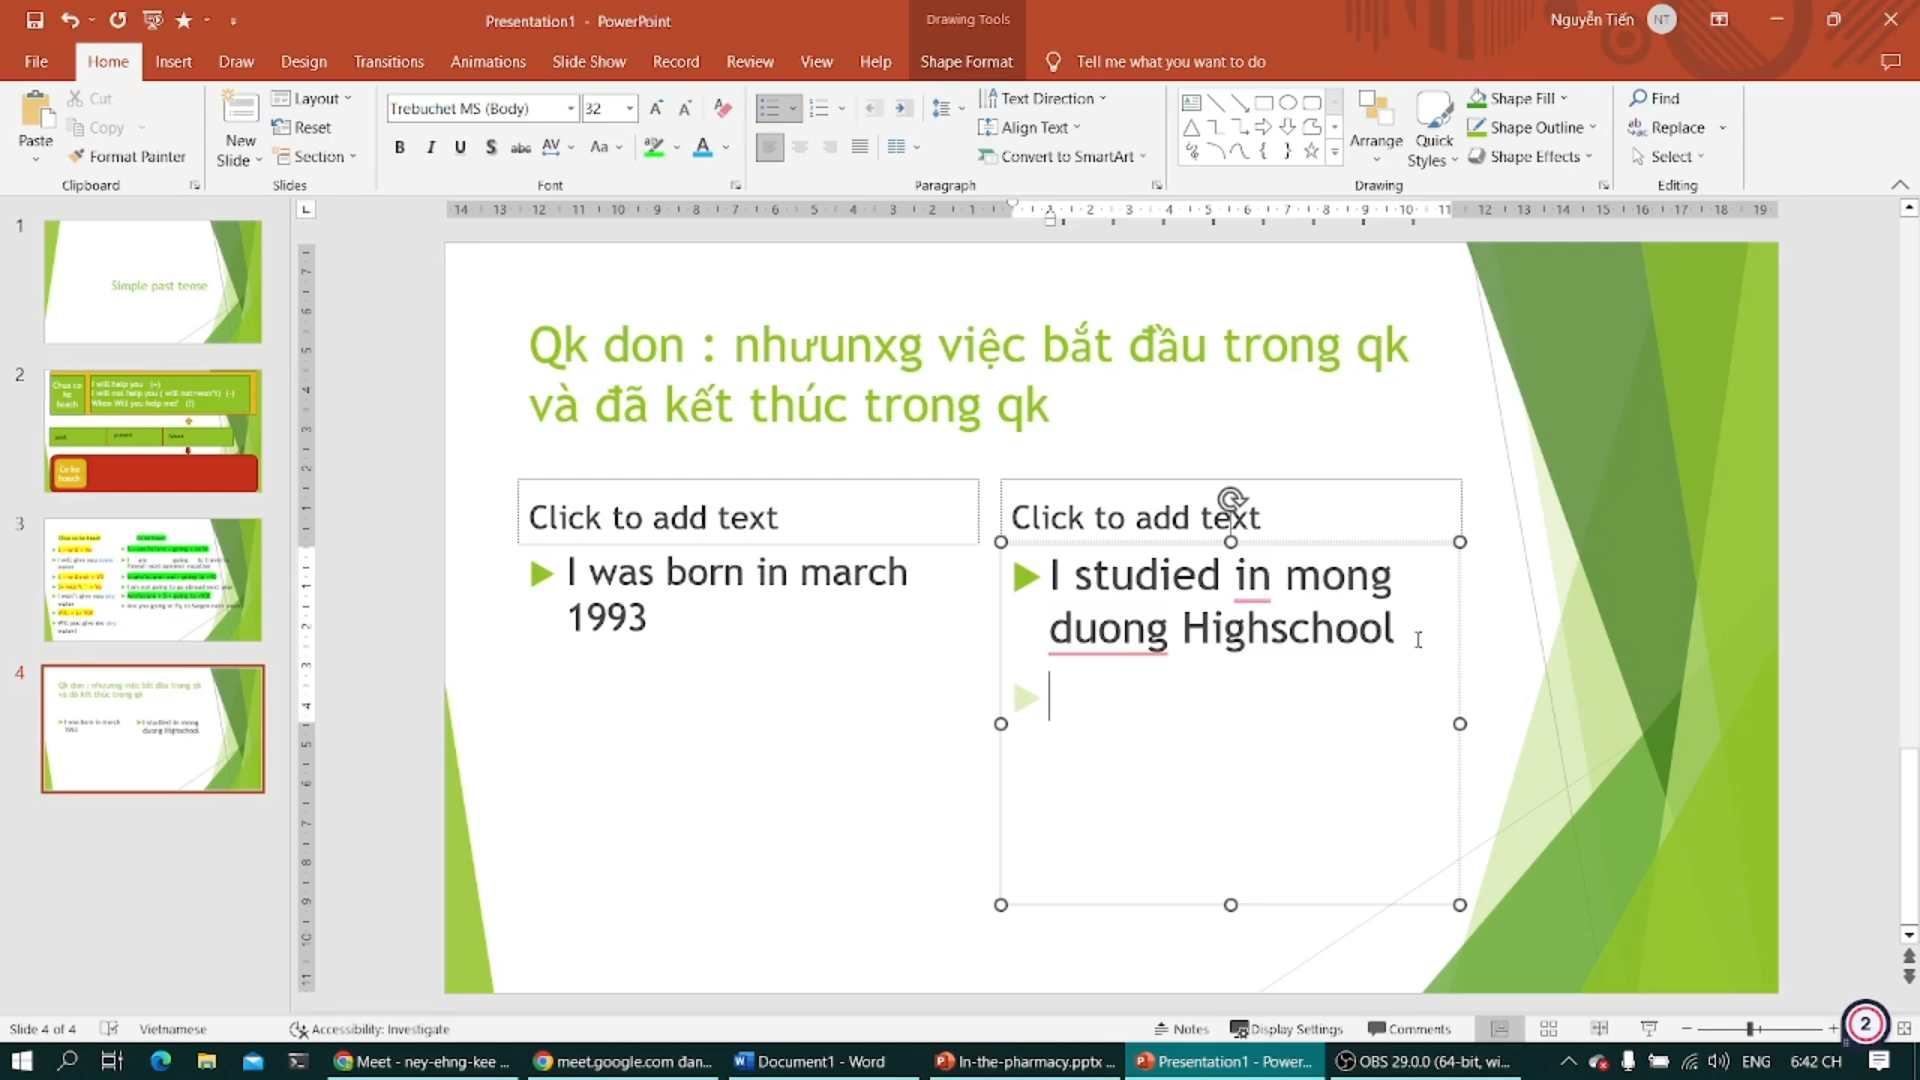 Presentation1 - PowerPoint
Drawing Tools
Nguyễn Tiến
NT
File
Home
Insert
Draw
Design
Transitions
Animations
Slide Show
Record
Review
View
Help
Shape Format
Tell me what you want to do
Paste
Cut
Copy
Format Painter
Clipboard
New Slide
Layout
Reset
Section
Slides
Trebuchet MS (Body)
32
Font
Text Direction
Align Text
Convert to SmartArt
Paragraph
Arrange
Quick Styles
Shape Fill
Shape Outline
Shape Effects
Drawing
Find
Replace
Select
Editing
1
Simple past tense
2
3
4
Qk don : nhưunxg việc bắt đầu trong qk
và đã kết thúc trong qk
Click to add text
I was born in march
1993
Click to add text
I studied in mong
duong Highschool
Slide 4 of 4
Vietnamese
Accessibility: Investigate
Notes
Display Settings
Comments
2
Meet - ney-ehng-kee ...
meet.google.com đan...
Document1 - Word
In-the-pharmacy.pptx ...
Presentation1 - Power...
OBS 29.0.0 (64-bit, wi...
ENG
6:42 CH